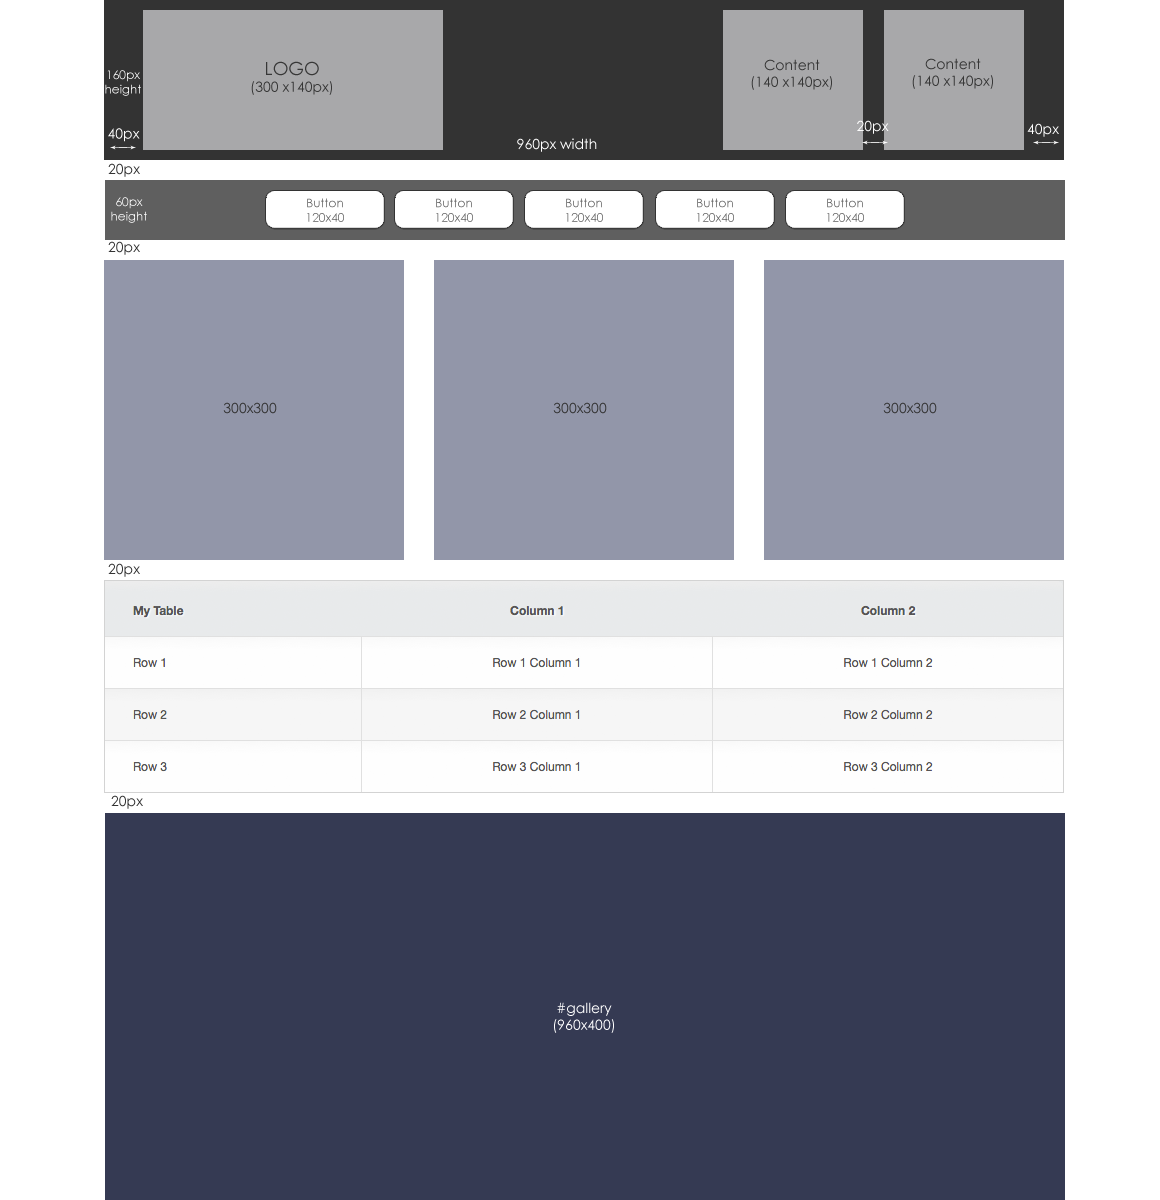 LOGO
(300 x140px)
Content
(140 x140px)
Content
(140 x140px)
160px
height
40px
960px width
20px
40px
20px
60px
height
Button
120x40
Button
120x40
Button
120x40
Button
120x40
Button
120x40
20px
300x300
300x300
300x300
20px
My Table
Column 1
Column 2
Row 1
Row 1 Column 1
Row 1 Column 2
Row 2
Row 2 Column 1
Row 2 Column 2
Row 3
Row 3 Column 1
Row 3 Column 2
20px
#gallery
(960x400)